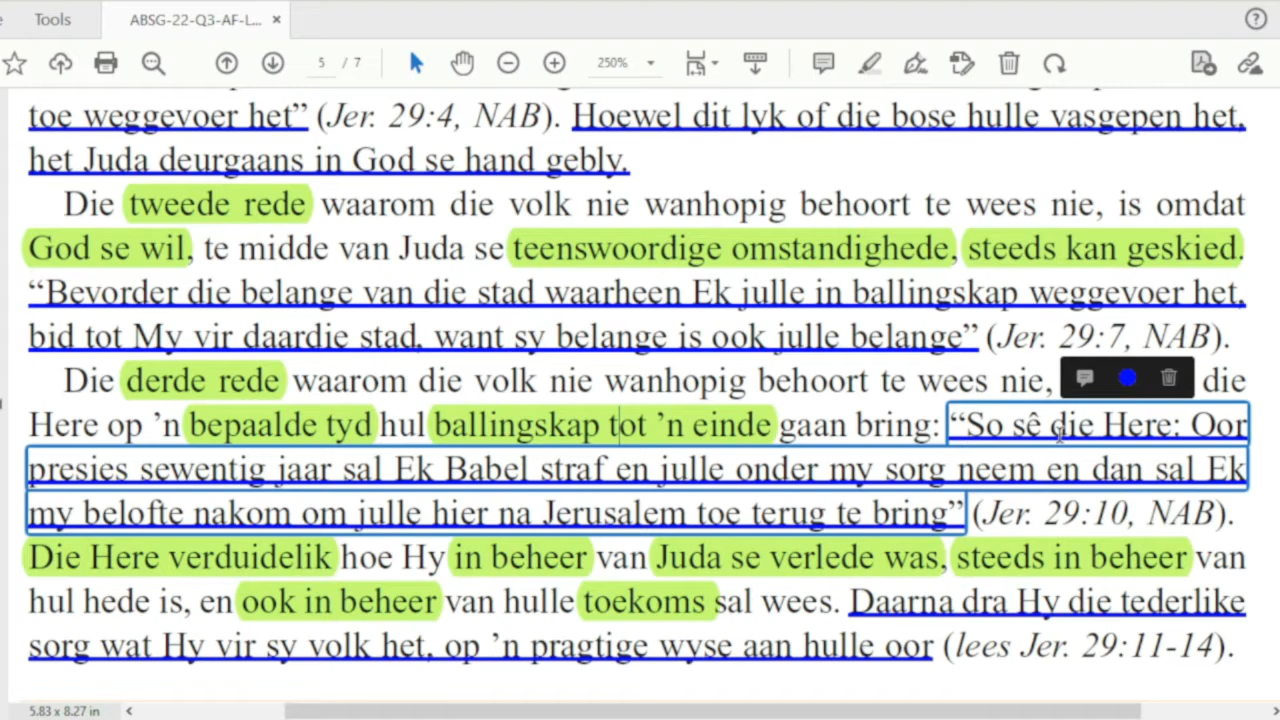 Tools
ABSG-22-Q3-AF-L... ×
5 / 7
250%
toe weggevoer het” (Jer. 29:4, NAB). Hoewel dit lyk of die bose hulle vasgepen het,
het Juda deurgaans in God se hand gebly.
Die tweede rede waarom die volk nie wanhopig behoort te wees nie, is omdat
God se wil, te midde van Juda se teenswoordige omstandighede, steeds kan geskied.
“Bevorder die belange van die stad waarheen Ek julle in ballingskap weggevoer het,
bid tot My vir daardie stad, want sy belange is ook julle belange” (Jer. 29:7, NAB).
Die derde rede waarom die volk nie wanhopig behoort te wees nie, die
Here op ’n bepaalde tyd hul ballingskap tot ’n einde gaan bring: “So sê die Here: Oor
presies sewentig jaar sal Ek Babel straf en julle onder my sorg neem en dan sal Ek
my belofte nakom om julle hier na Jerusalem toe terug te bring” (Jer. 29:10, NAB).
Die Here verduidelik hoe Hy in beheer van Juda se verlede was, steeds in beheer van
hul hede is, en ook in beheer van hulle toekoms sal wees. Daarna dra Hy die tederlike
sorg wat Hy vir sy volk het, op ’n pragtige wyse aan hulle oor (lees Jer. 29:11-14).
5.83 x 8.27 in